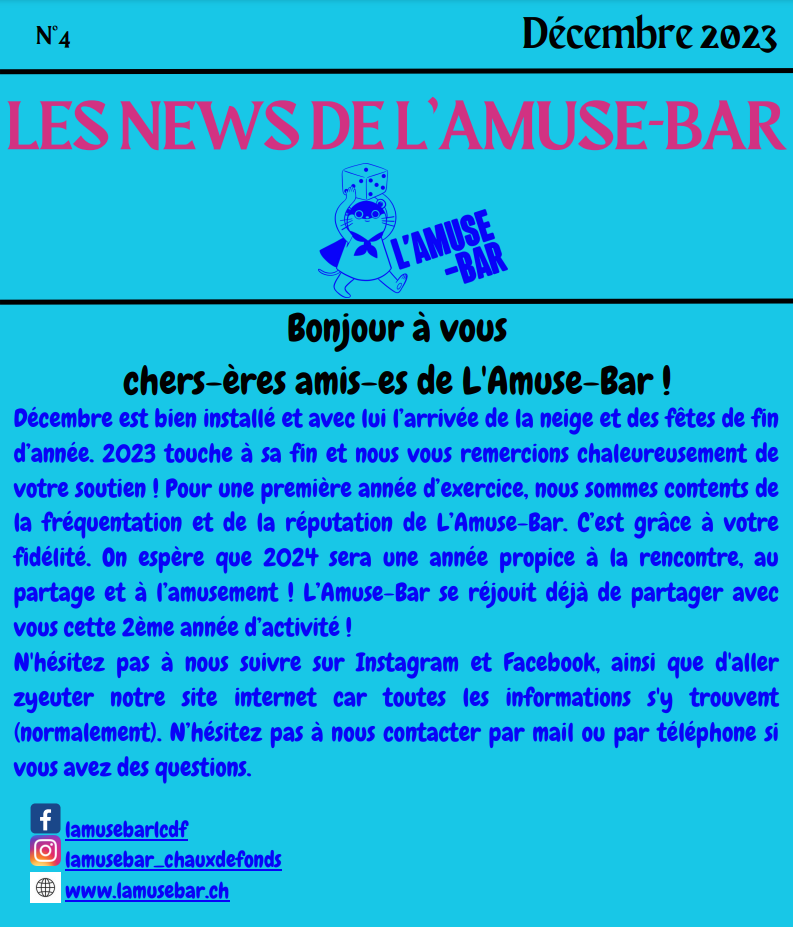 N°4
Décembre 2023
LES NEWS DE L'AMUSE-BAR
L'AMUSE
-BAR
Bonjour à vous
chers-ères amis-es de L'Amuse-Bar !
Décembre est bien installé et avec lui l’arrivée de la neige et des fêtes de fin
d’année. 2023 touche à sa fin et nous vous remercions chaleureusement de
votre soutien ! Pour une première année d’exercice, nous sommes contents de
la fréquentation et de la réputation de L’Amuse-Bar. C’est grâce à votre
fidélité. On espère que 2024 sera une année propice à la rencontre, au
partage et à l’amusement ! L’Amuse-Bar se réjouit déjà de partager avec
vous cette 2ème année d’activité !
N'hésitez pas à nous suivre sur Instagram et Facebook, ainsi que d'aller
zyeuter notre site internet car toutes les informations s'y trouvent
(normalement). N’hésitez pas à nous contacter par mail ou par téléphone si
vous avez des questions.
lamusebarlcdf
lamusebar_chauxdefonds
www.lamusebar.ch